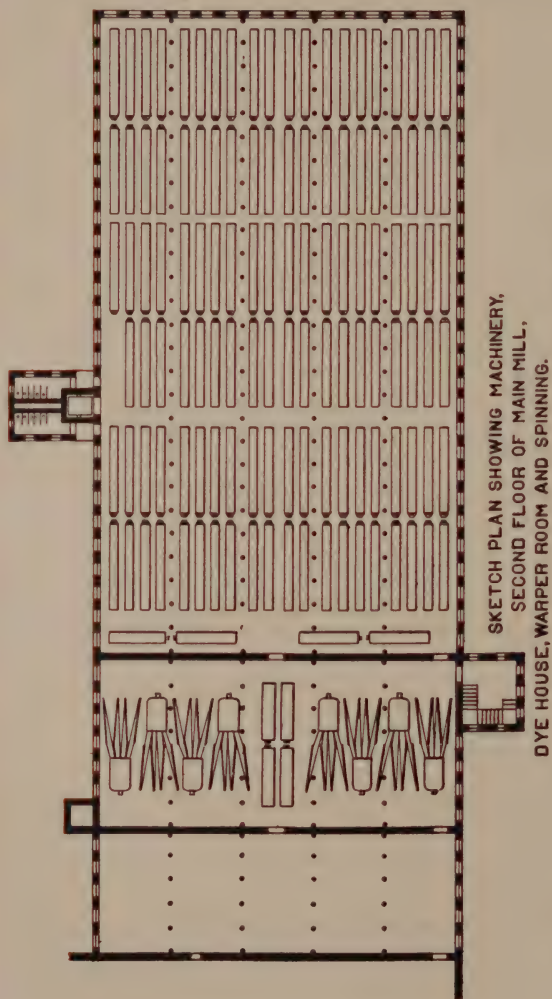 SKETCH PLAN SHOWING MACHINERY,
SECOND FLOOR OF MAIN MILL,
DYE HOUSE, WARPER ROOM AND SPINNING.